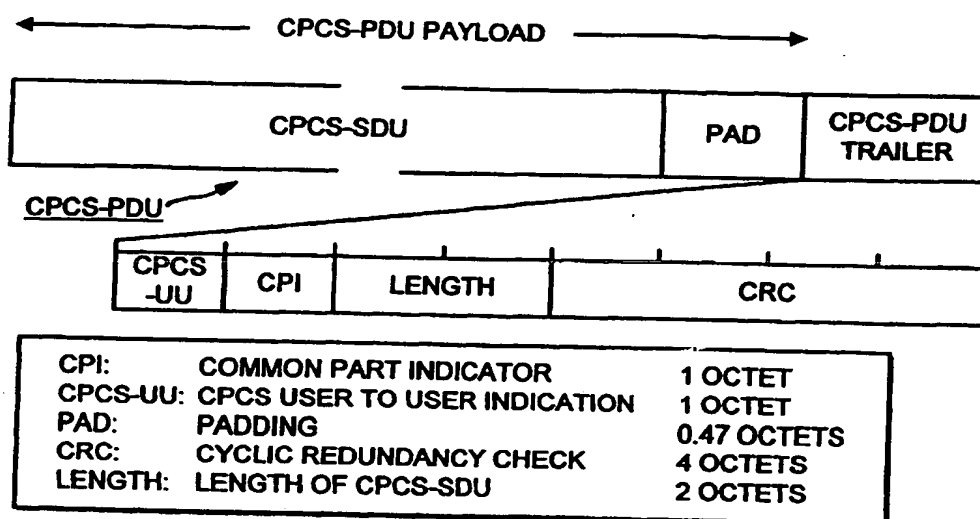 CPCS-PDU PAYLOAD
CPCS-SDU PAD CPCS-PDU TRAILER
CPCS-PDU
CPCS-UU CPI LENGTH CRC
CPI: COMMON PART INDICATOR 1 OCTET
CPCS-UU: CPCS USER TO USER INDICATION 1 OCTET
PAD: PADDING 0.47 OCTETS
CRC: CYCLIC REDUNDANCY CHECK 4 OCTETS
LENGTH: LENGTH OF CPCS-SDU 2 OCTETS